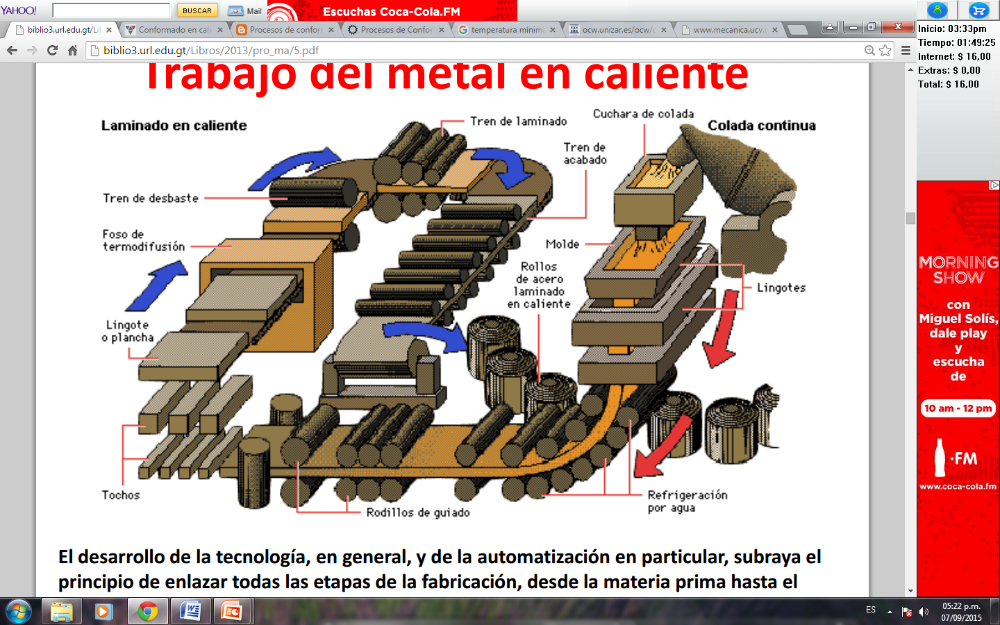 YAHOO!
BUSCAR
Mail
Escuchas Coca-Cola.FM
biblio3.url.edu.gt/Li
Conformado en cali
Procesos de conform
Procesos de Confor
temperatura mínima
ocw.unizar.es/ocw/c
www.mecanica.ucv.c
biblio3.url.edu.gt/Libros/2013/pro_ma/5.pdf
Inicio: 03:33pm
Tiempo: 01:49:25
Internet: $ 16,00
Extras: $ 0,00
Total: $ 16,00
Trabajo del metal en caliente
Laminado en caliente
Tren de laminado
Cuchara de colada
Colada continua
Tren de
acabado
Tren de desbaste
Foso de
termodifusión
Molde
Rollos
de acero
laminado
en caliente
Lingotes
Lingote
o plancha
Tochos
Rodillos de guiado
Refrigeración
por agua
El desarrollo de la tecnología, en general, y de la automatización en particular, subraya el
principio de enlazar todas las etapas de la fabricación, desde la materia prima hasta el
MORNING
SHOW
con
Miguel Solís,
dale play
y
escucha
de
10 am - 12 pm
.FM
www.coca-cola.fm
ES
05:22 p.m.
07/09/2015